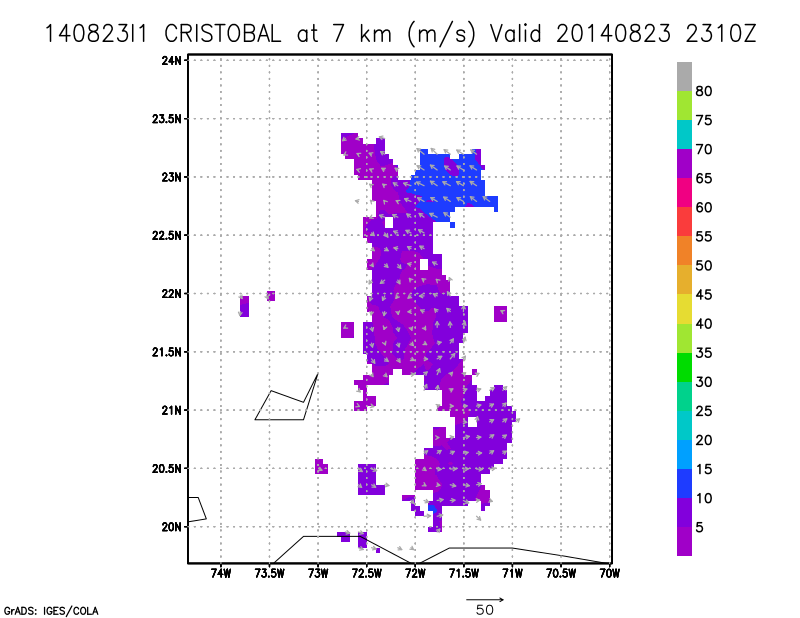 140823I1 CRISTOBAL at 7 km (m/s) Valid 20140823 2310Z
24N
23.5N
23N
22.5N
22N
21.5N
21N
20.5N
20N
74W 73.5W 73W 72.5W 72W 71.5W 71W 70.5W 70W
80
75
70
65
60
55
50
45
40
35
30
25
20
15
10
5
50
GrADS: IGES/COLA